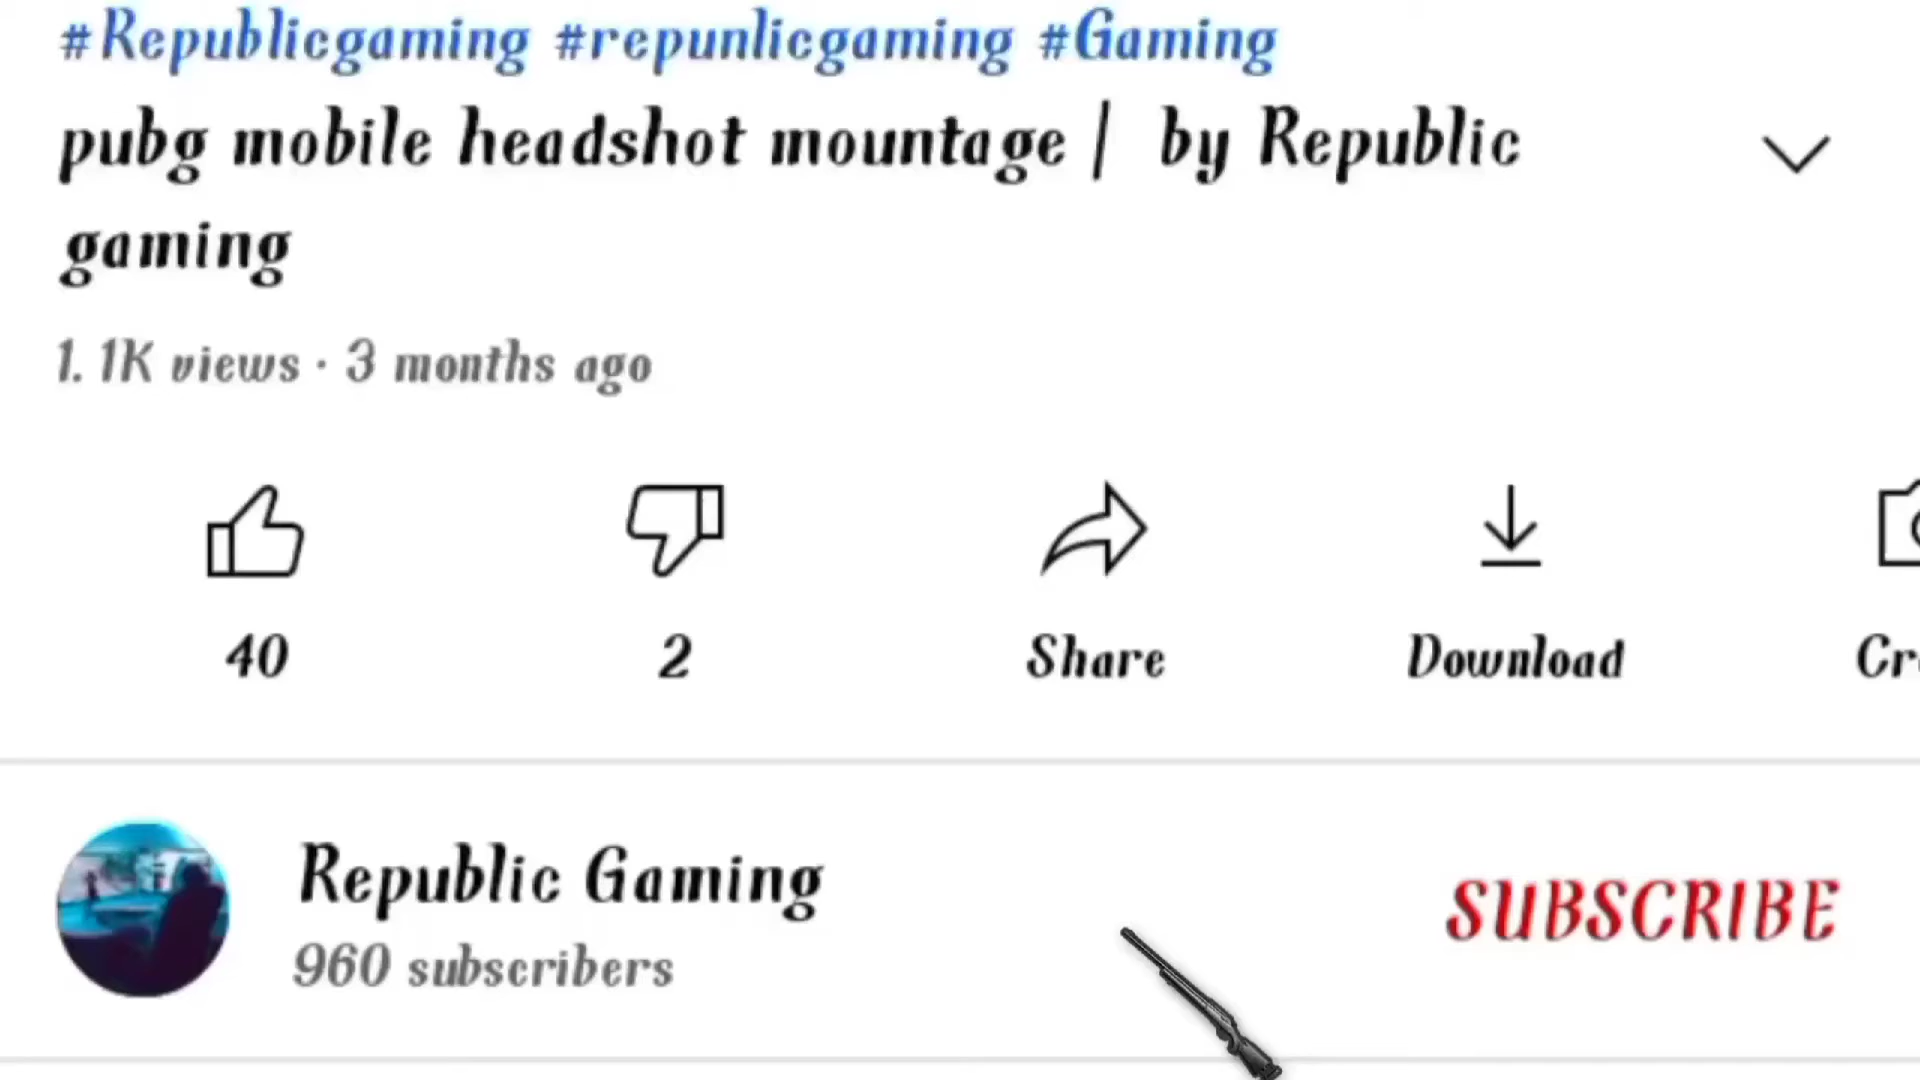 #Republicgaming #repunlicgaming #Gaming
pubg mobile headshot mountage | by Republic
gaming
1.1K views · 3 months ago
40 2 Share Download Cr
Republic Gaming
SUBSCRIBE
960 subscribers